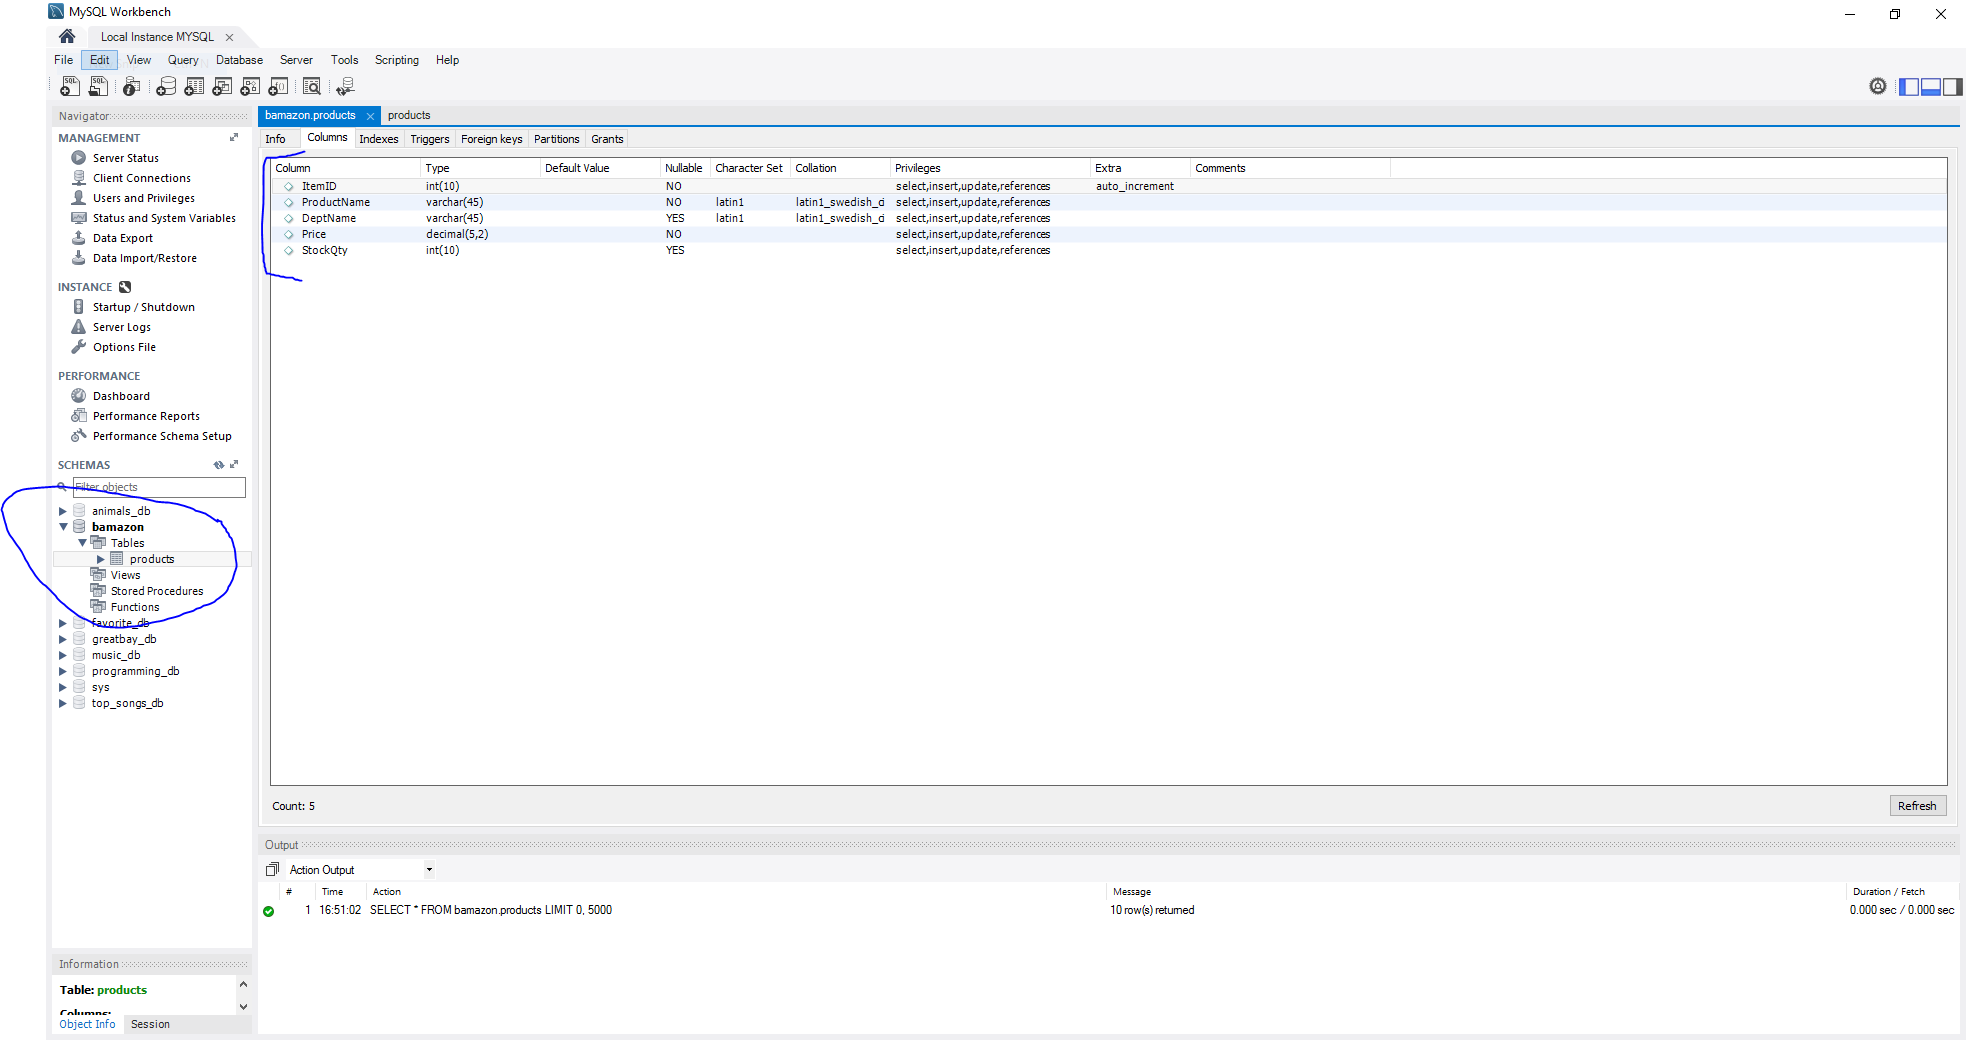 MySQL Workbench
Local Instance MYSQL
File Edit View Query Database Server Tools Scripting Help
Navigator
MANAGEMENT
Server Status
Client Connections
Users and Privileges
Status and System Variables
Data Export
Data Import/Restore
INSTANCE
Startup / Shutdown
Server Logs
Options File
PERFORMANCE
Dashboard
Performance Reports
Performance Schema Setup
SCHEMAS
Filter objects
animals_db
bamazon
Tables
products
Views
Stored Procedures
Functions
favorite_db
greatbay_db
music_db
programming_db
sys
top_songs_db
Information
Table: products
Columns:
Object Info Session
bamazon.products products
Info Columns Indexes Triggers Foreign keys Partitions Grants
Column Type Default Value Nullable Character Set Collation Privileges Extra Comments
ItemID int(10) NO select,insert,update,references auto_increment
ProductName varchar(45) NO latin1 latin1_swedish_ci select,insert,update,references
DeptName varchar(45) YES latin1 latin1_swedish_ci select,insert,update,references
Price decimal(5,2) NO select,insert,update,references
StockQty int(10) YES select,insert,update,references
Count: 5
Refresh
Output
Action Output
# Time Action Message Duration / Fetch
1 16:51:02 SELECT * FROM bamazon.products LIMIT 0, 5000 10 row(s) returned 0.000 sec / 0.000 sec